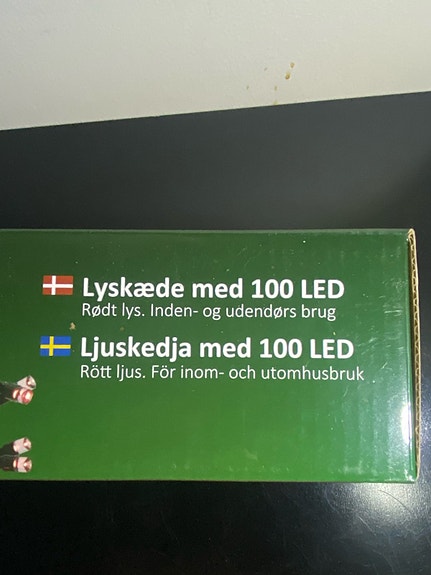 Lyskæde med 100 LED
Rødt lys. Inden- og udendørs brug
Ljuskedja med 100 LED
Rött ljus. För inom- och utomhusbruk